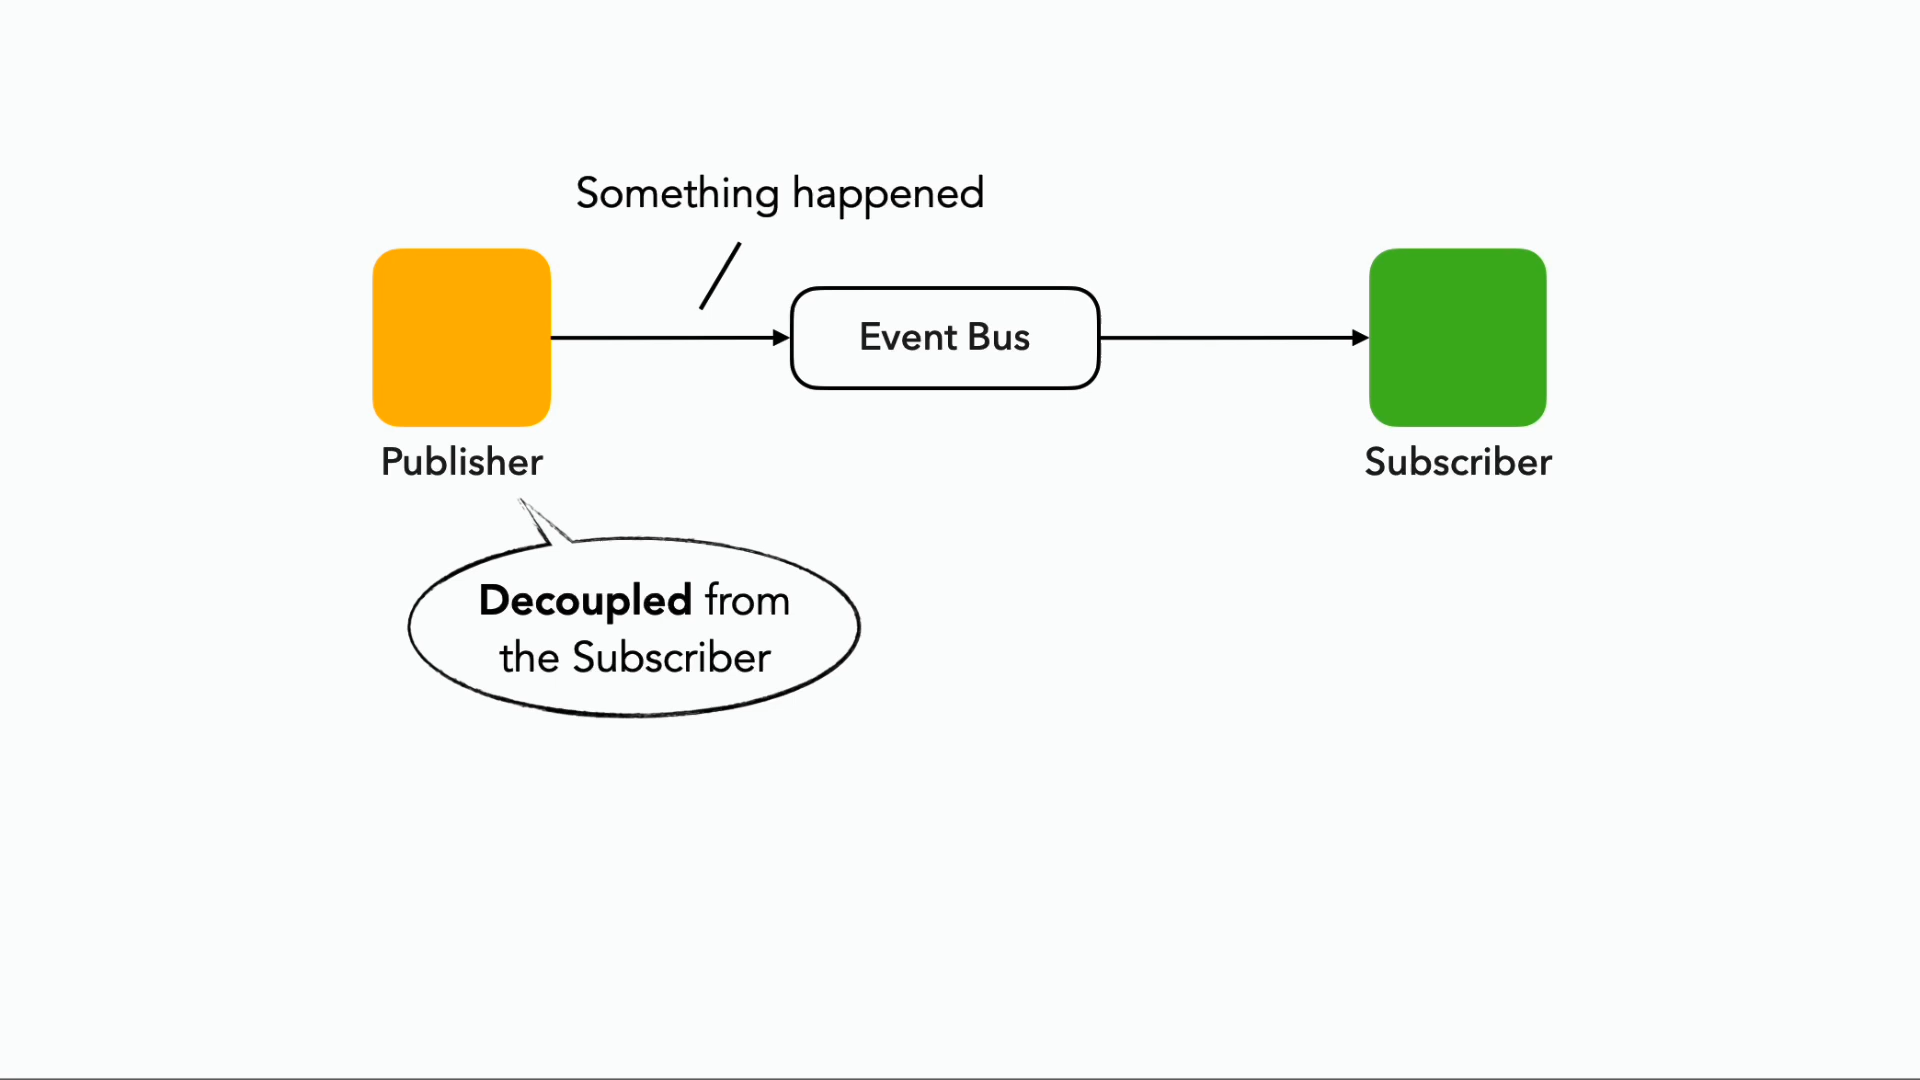 Something happened
Event Bus
Publisher
Subscriber
Decoupled from
the Subscriber